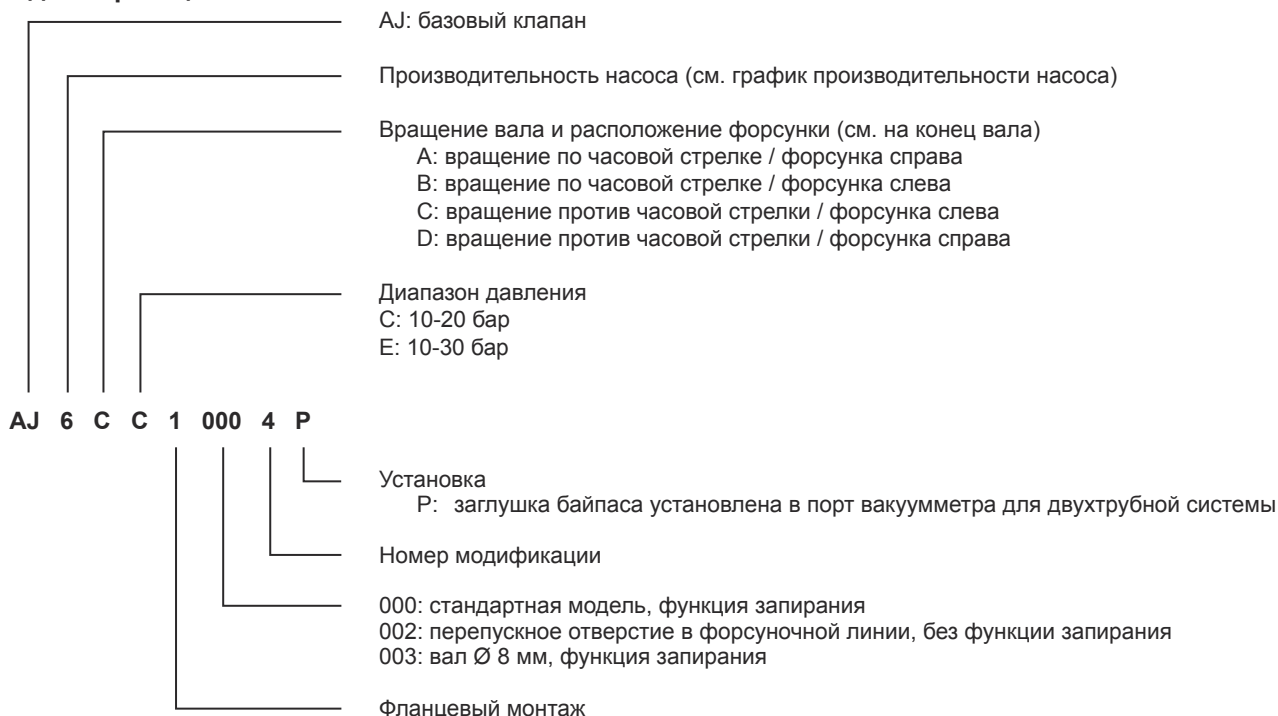 AJ: базовый клапан
Производительность насоса (см. график производительности насоса)
Вращение вала и расположение форсунки (см. на конец вала)
A: вращение по часовой стрелке / форсунка справа
B: вращение по часовой стрелке / форсунка слева
C: вращение против часовой стрелки / форсунка слева
D: вращение против часовой стрелки / форсунка справа
Диапазон давления
C: 10-20 бар
E: 10-30 бар
AJ 6 C C 1 000 4 P
Установка
P: заглушка байпаса установлена в порт вакуумметра для двухтрубной системы
Номер модификации
000: стандартная модель, функция запирания
002: перепускное отверстие в форсуночной линии, без функции запирания
003: вал Ø 8 мм, функция запирания
Фланцевый монтаж